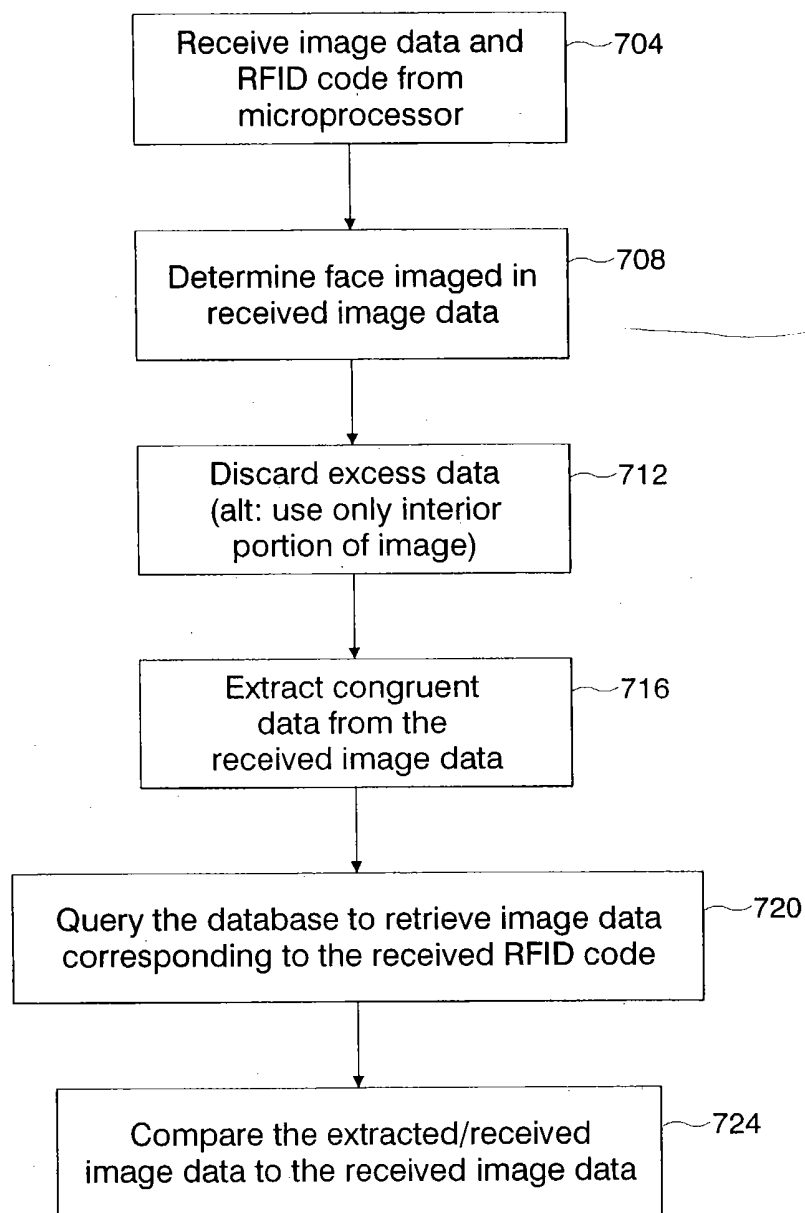 Receive image data and
RFID code from
microprocessor
704
Determine face imaged in
received image data
708
Discard excess data
(alt: use only interior
portion of image)
712
Extract congruent
data from the
received image data
716
Query the database to retrieve image data
corresponding to the received RFID code
720
Compare the extracted/received
image data to the received image data
724